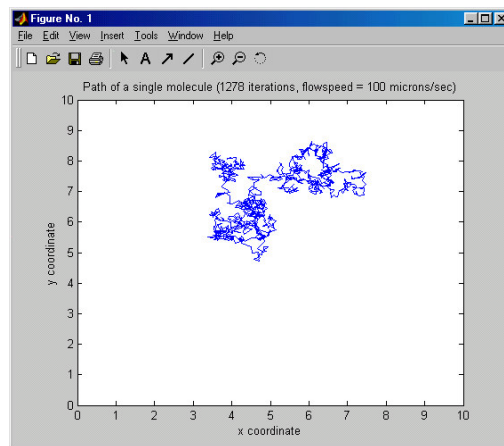 Figure No. 1
File Edit View Insert Tools Window Help
A
Path of a single molecule (1278 iterations, flowspeed = 100 microns/sec)
10
9
8
7
6
5
4
3
2
1
0
y coordinate
0 1 2 3 4 5 6 7 8 9 10
x coordinate